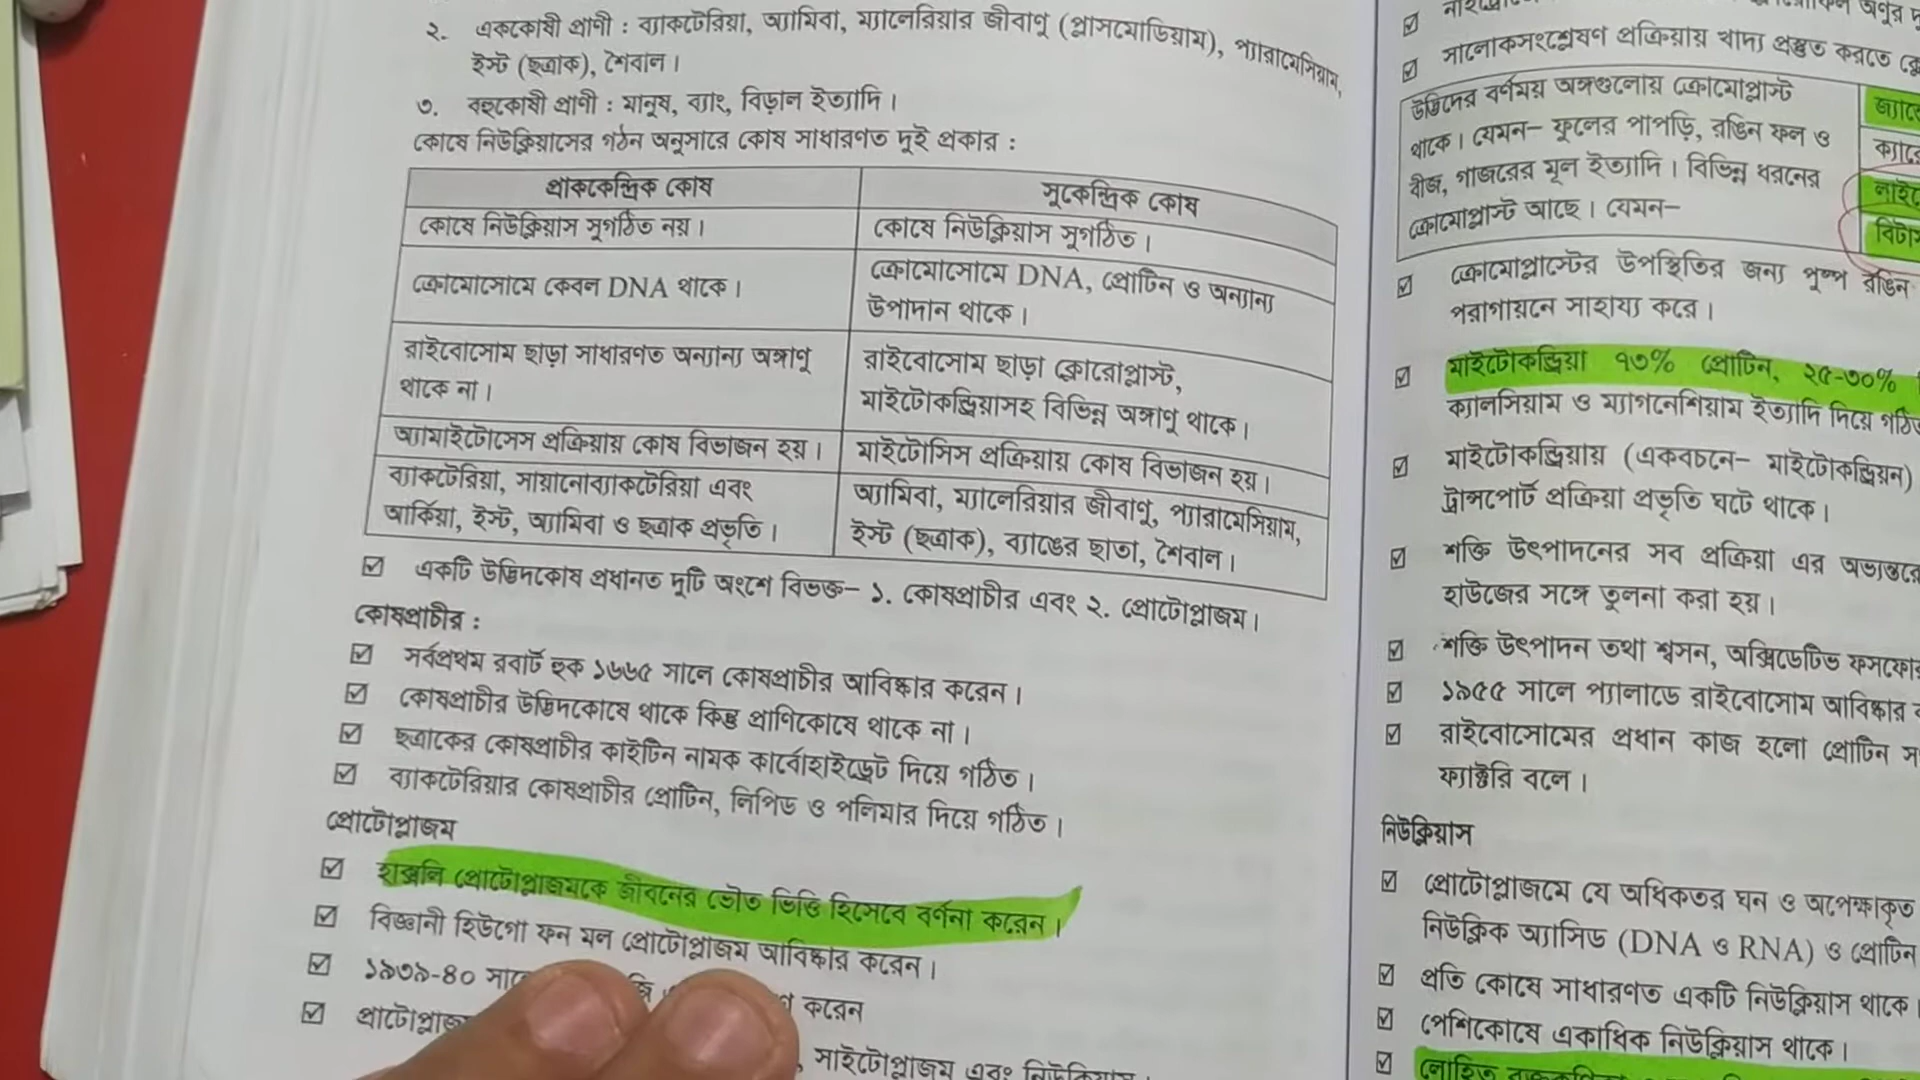 ২. এককোষী প্রাণী : ব্যাকটেরিয়া, অ্যামিবা, ম্যালেরিয়ার জীবাণু (প্লাসমোডিয়াম), প্যারামেসিয়াম,
ইস্ট (ছত্রাক), শৈবাল।
৩. বহুকোষী প্রাণী : মানুষ, ব্যাং, বিড়াল ইত্যাদি।
কোষে নিউক্লিয়াসের গঠন অনুসারে কোষ সাধারণত দুই প্রকার :
প্রাককেন্দ্রিক কোষ
সুকেন্দ্রিক কোষ
কোষে নিউক্লিয়াস সুগঠিত নয়।
কোষে নিউক্লিয়াস সুগঠিত।
ক্রোমোসোমে কেবল DNA থাকে।
ক্রোমোসোমে DNA, প্রোটিন ও অন্যান্য
উপাদান থাকে।
রাইবোসোম ছাড়া সাধারণত অন্যান্য অঙ্গাণু
থাকে না।
রাইবোসোম ছাড়া ক্লোরোপ্লাস্ট,
মাইটোকন্ড্রিয়াসহ বিভিন্ন অঙ্গাণু থাকে।
অ্যামাইটোসেস প্রক্রিয়ায় কোষ বিভাজন হয়।
মাইটোসিস প্রক্রিয়ায় কোষ বিভাজন হয়।
ব্যাকটেরিয়া, সায়ানোব্যাকটেরিয়া এবং
আর্কিয়া, ইস্ট, অ্যামিবা ও ছত্রাক প্রভৃতি।
অ্যামিবা, ম্যালেরিয়ার জীবাণু, প্যারামেসিয়াম,
ইস্ট (ছত্রাক), ব্যাঙের ছাতা, শৈবাল।
একটি উদ্ভিদকোষ প্রধানত দুটি অংশে বিভক্ত– ১. কোষপ্রাচীর এবং ২. প্রোটোপ্লাজম।
কোষপ্রাচীর :
সর্বপ্রথম রবার্ট হুক ১৬৬৫ সালে কোষপ্রাচীর আবিষ্কার করেন।
কোষপ্রাচীর উদ্ভিদকোষে থাকে কিন্তু প্রাণিকোষে থাকে না।
ছত্রাকের কোষপ্রাচীর কাইটিন নামক কার্বোহাইড্রেট দিয়ে গঠিত।
ব্যাকটেরিয়ার কোষপ্রাচীর প্রোটিন, লিপিড ও পলিমার দিয়ে গঠিত।
প্রোটোপ্লাজম
হাক্সলি প্রোটোপ্লাজমকে জীবনের ভৌত ভিত্তি হিসেবে বর্ণনা করেন।
বিজ্ঞানী হিউগো ফন মল প্রোটোপ্লাজম আবিষ্কার করেন।
১৯৩৯-৪০ করেন
সাইটোপ্লাজম এবং
সালোকসংশ্লেষণ প্রক্রিয়ায় খাদ্য প্রস্তুত করতে
উদ্ভিদের বর্ণময় অঙ্গগুলোয় ক্রোমোপ্লাস্ট
থাকে। যেমন– ফুলের পাপড়ি, রঙিন ফল ও
বীজ, গাজরের মূল ইত্যাদি। বিভিন্ন ধরনের
ক্রোমোপ্লাস্ট আছে। যেমন–
ক্রোমোপ্লাস্টের উপস্থিতির জন্য পুষ্প রঙিন
পরাগায়নে সাহায্য করে।
মাইটোকন্ড্রিয়া ৭৩% প্রোটিন, ২৫-৩০%
ক্যালসিয়াম ও ম্যাগনেশিয়াম ইত্যাদি দিয়ে
মাইটোকন্ড্রিয়ায় (একবচনে– মাইটোকন্ড্রিয়ন)
ট্রান্সপোর্ট প্রক্রিয়া প্রভৃতি ঘটে থাকে।
শক্তি উৎপাদনের সব প্রক্রিয়া এর
হাউজের সঙ্গে তুলনা করা হয়।
শক্তি উৎপাদন তথা শ্বসন, অক্সিডেটিভ
১৯৫৫ সালে প্যালাডে রাইবোসোম আবিষ্কার
রাইবোসোমের প্রধান কাজ হলো প্রোটিন
ফ্যাক্টরি বলে।
নিউক্লিয়াস
প্রোটোপ্লাজমে যে অধিকতর ঘন ও অপেক্ষাকৃত
নিউক্লিক অ্যাসিড (DNA ও RNA) ও প্রোটিন
প্রতি কোষে সাধারণত একটি নিউক্লিয়াস থাকে।
পেশিকোষে একাধিক নিউক্লিয়াস থাকে।
লোহিত